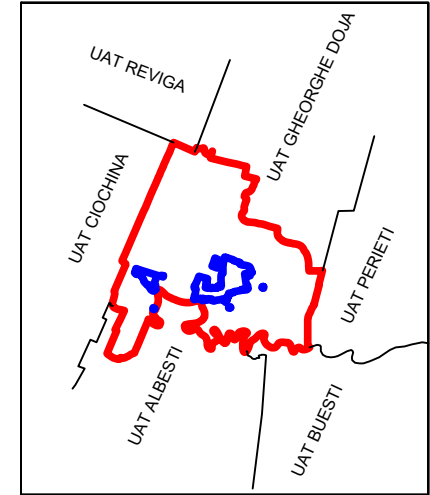 UAT REVIGA
UAT GHEORGHE DOJA
UAT CIOCHINA
UAT PERIETI
UAT ALBESTI
UAT BUESTI